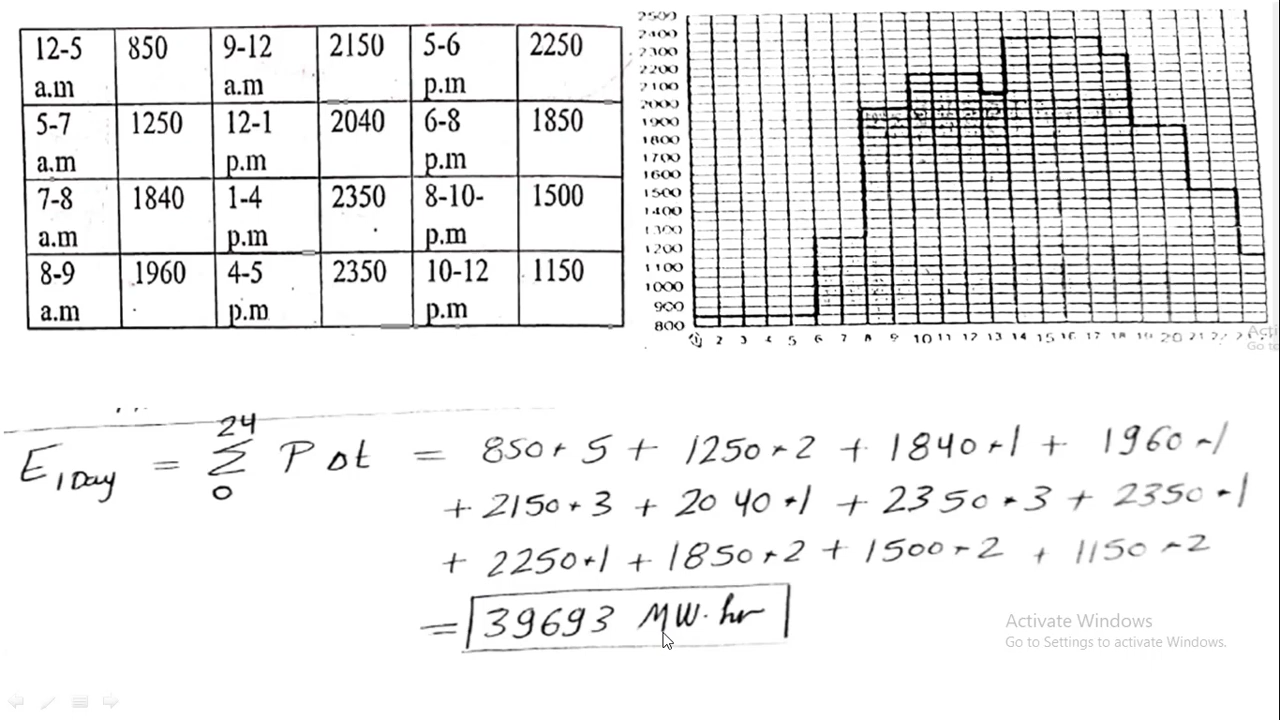 12-5 850 9-12 2150 5-6 2250
a.m a.m p.m
5-7 1250 12-1 2040 6-8 1850
a.m p.m p.m
7-8 1840 1-4 2350 8-10- 1500
a.m p.m p.m
8-9 1960 4-5 2350 10-12 1150
a.m p.m p.m
2500
2400
2300
2200
2100
2000
1900
1800
1700
1600
1500
1400
1300
1200
1100
1000
900
800
2 3 4 5 6 7 8 9 10 11 12 13 14 15 16 17 18 19 20 21
24
E1Day = Σ P Δt = 850*5 + 1250*2 + 1840*1 + 1960*1
0
+ 2150*3 + 2040*1 + 2350*3 + 2350*1
+ 2250*1 + 1850*2 + 1500*2 + 1150*2
= 39693 MW.hr
Activate Windows
Go to Settings to activate Windows.